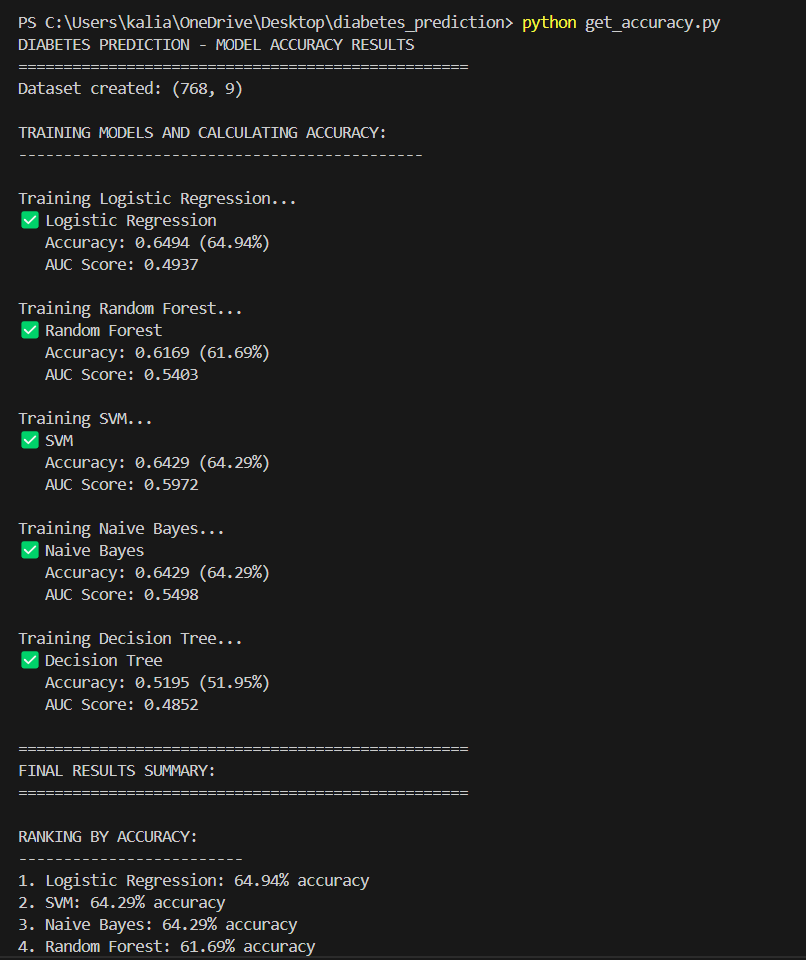 PS C:\Users\kalia\OneDrive\Desktop\diabetes_prediction> python get_accuracy.py
DIABETES PREDICTION - MODEL ACCURACY RESULTS
==================================================
Dataset created: (768, 9)
TRAINING MODELS AND CALCULATING ACCURACY:
---------------------------------------------
Training Logistic Regression...
✅ Logistic Regression
   Accuracy: 0.6494 (64.94%)
   AUC Score: 0.4937
Training Random Forest...
✅ Random Forest
   Accuracy: 0.6169 (61.69%)
   AUC Score: 0.5403
Training SVM...
✅ SVM
   Accuracy: 0.6429 (64.29%)
   AUC Score: 0.5972
Training Naive Bayes...
✅ Naive Bayes
   Accuracy: 0.6429 (64.29%)
   AUC Score: 0.5498
Training Decision Tree...
✅ Decision Tree
   Accuracy: 0.5195 (51.95%)
   AUC Score: 0.4852
==================================================
FINAL RESULTS SUMMARY:
==================================================
RANKING BY ACCURACY:
-------------------------
1. Logistic Regression: 64.94% accuracy
2. SVM: 64.29% accuracy
3. Naive Bayes: 64.29% accuracy
4. Random Forest: 61.69% accuracy